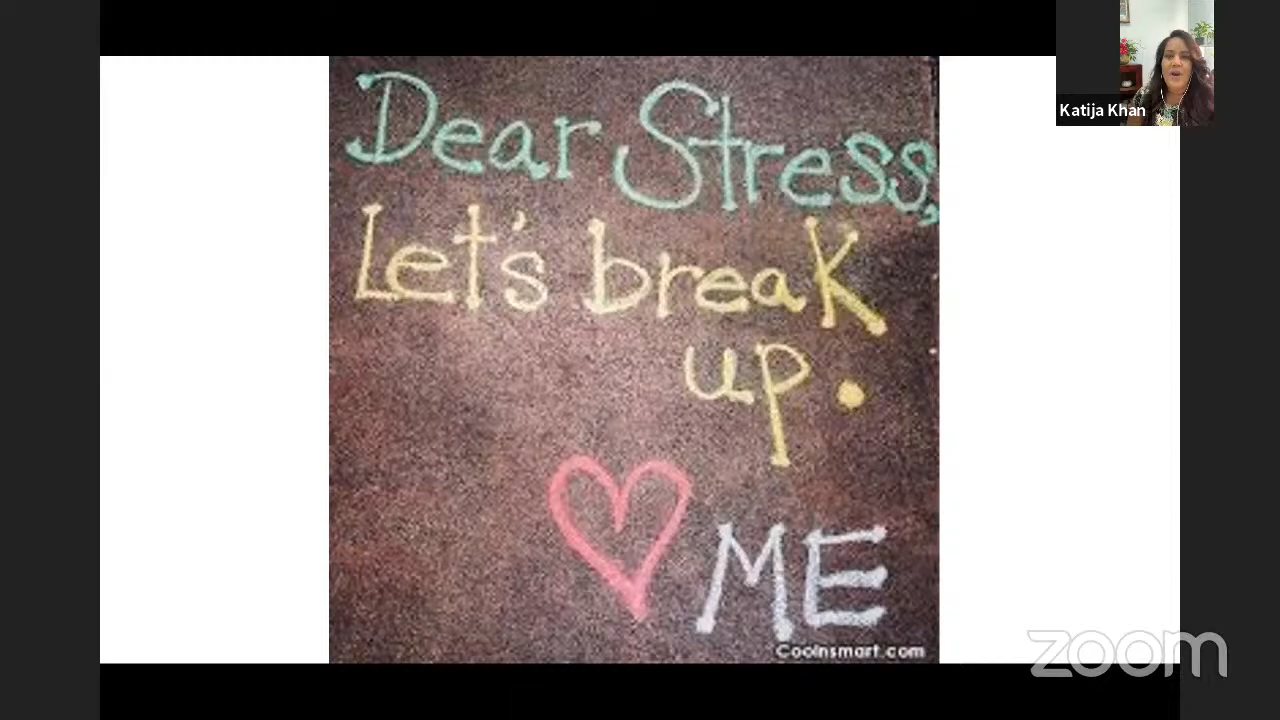 Dear Stress,
Let's break
up.
ME
Coolnsmart.com
Katija Khan
zoom